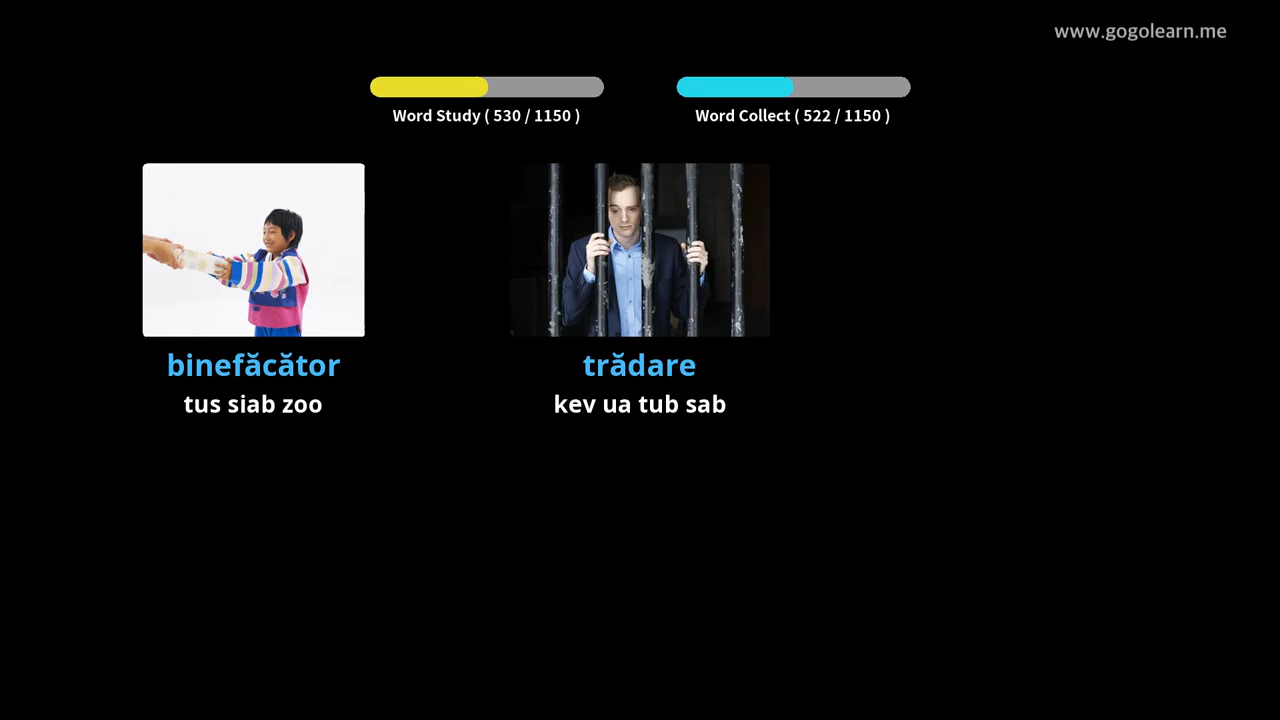 www.gogolearn.me
Word Study ( 530 / 1150 )
Word Collect ( 522 / 1150 )
binefăcător
tus siab zoo
trădare
kev ua tub sab